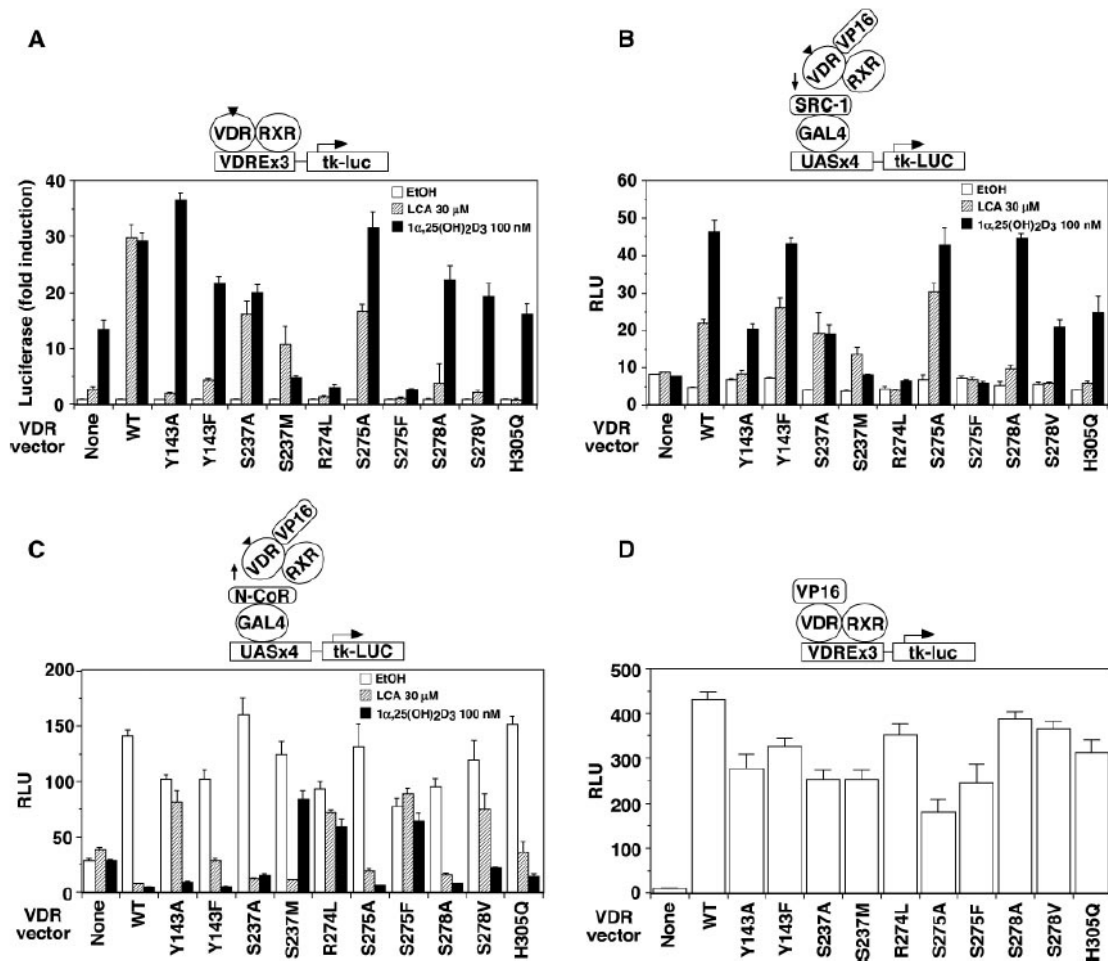 A
VDR
RXR
VDREx3
tk-luc
Luciferase (fold induction)
40
30
20
10
0
EtOH
LCA 30 μM
1α,25(OH)2D3 100 nM
VDR vector
None
WT
Y143A
Y143F
S237A
S237M
R274L
S275A
S275F
S278A
S278V
H305Q
B
VP16
VDR
RXR
SRC-1
GAL4
UASx4
tk-LUC
RLU
60
50
40
30
20
10
0
EtOH
LCA 30 μM
1α,25(OH)2D3 100 nM
VDR vector
None
WT
Y143A
Y143F
S237A
S237M
R274L
S275A
S275F
S278A
S278V
H305Q
C
VP16
VDR
RXR
N-CoR
GAL4
UASx4
tk-LUC
RLU
200
150
100
50
0
EtOH
LCA 30 μM
1α,25(OH)2D3 100 nM
VDR vector
None
WT
Y143A
Y143F
S237A
S237M
R274L
S275A
S275F
S278A
S278V
H305Q
D
VP16
VDR
RXR
VDREx3
tk-luc
RLU
500
400
300
200
100
0
VDR vector
None
WT
Y143A
Y143F
S237A
S237M
R274L
S275A
S275F
S278A
S278V
H305Q